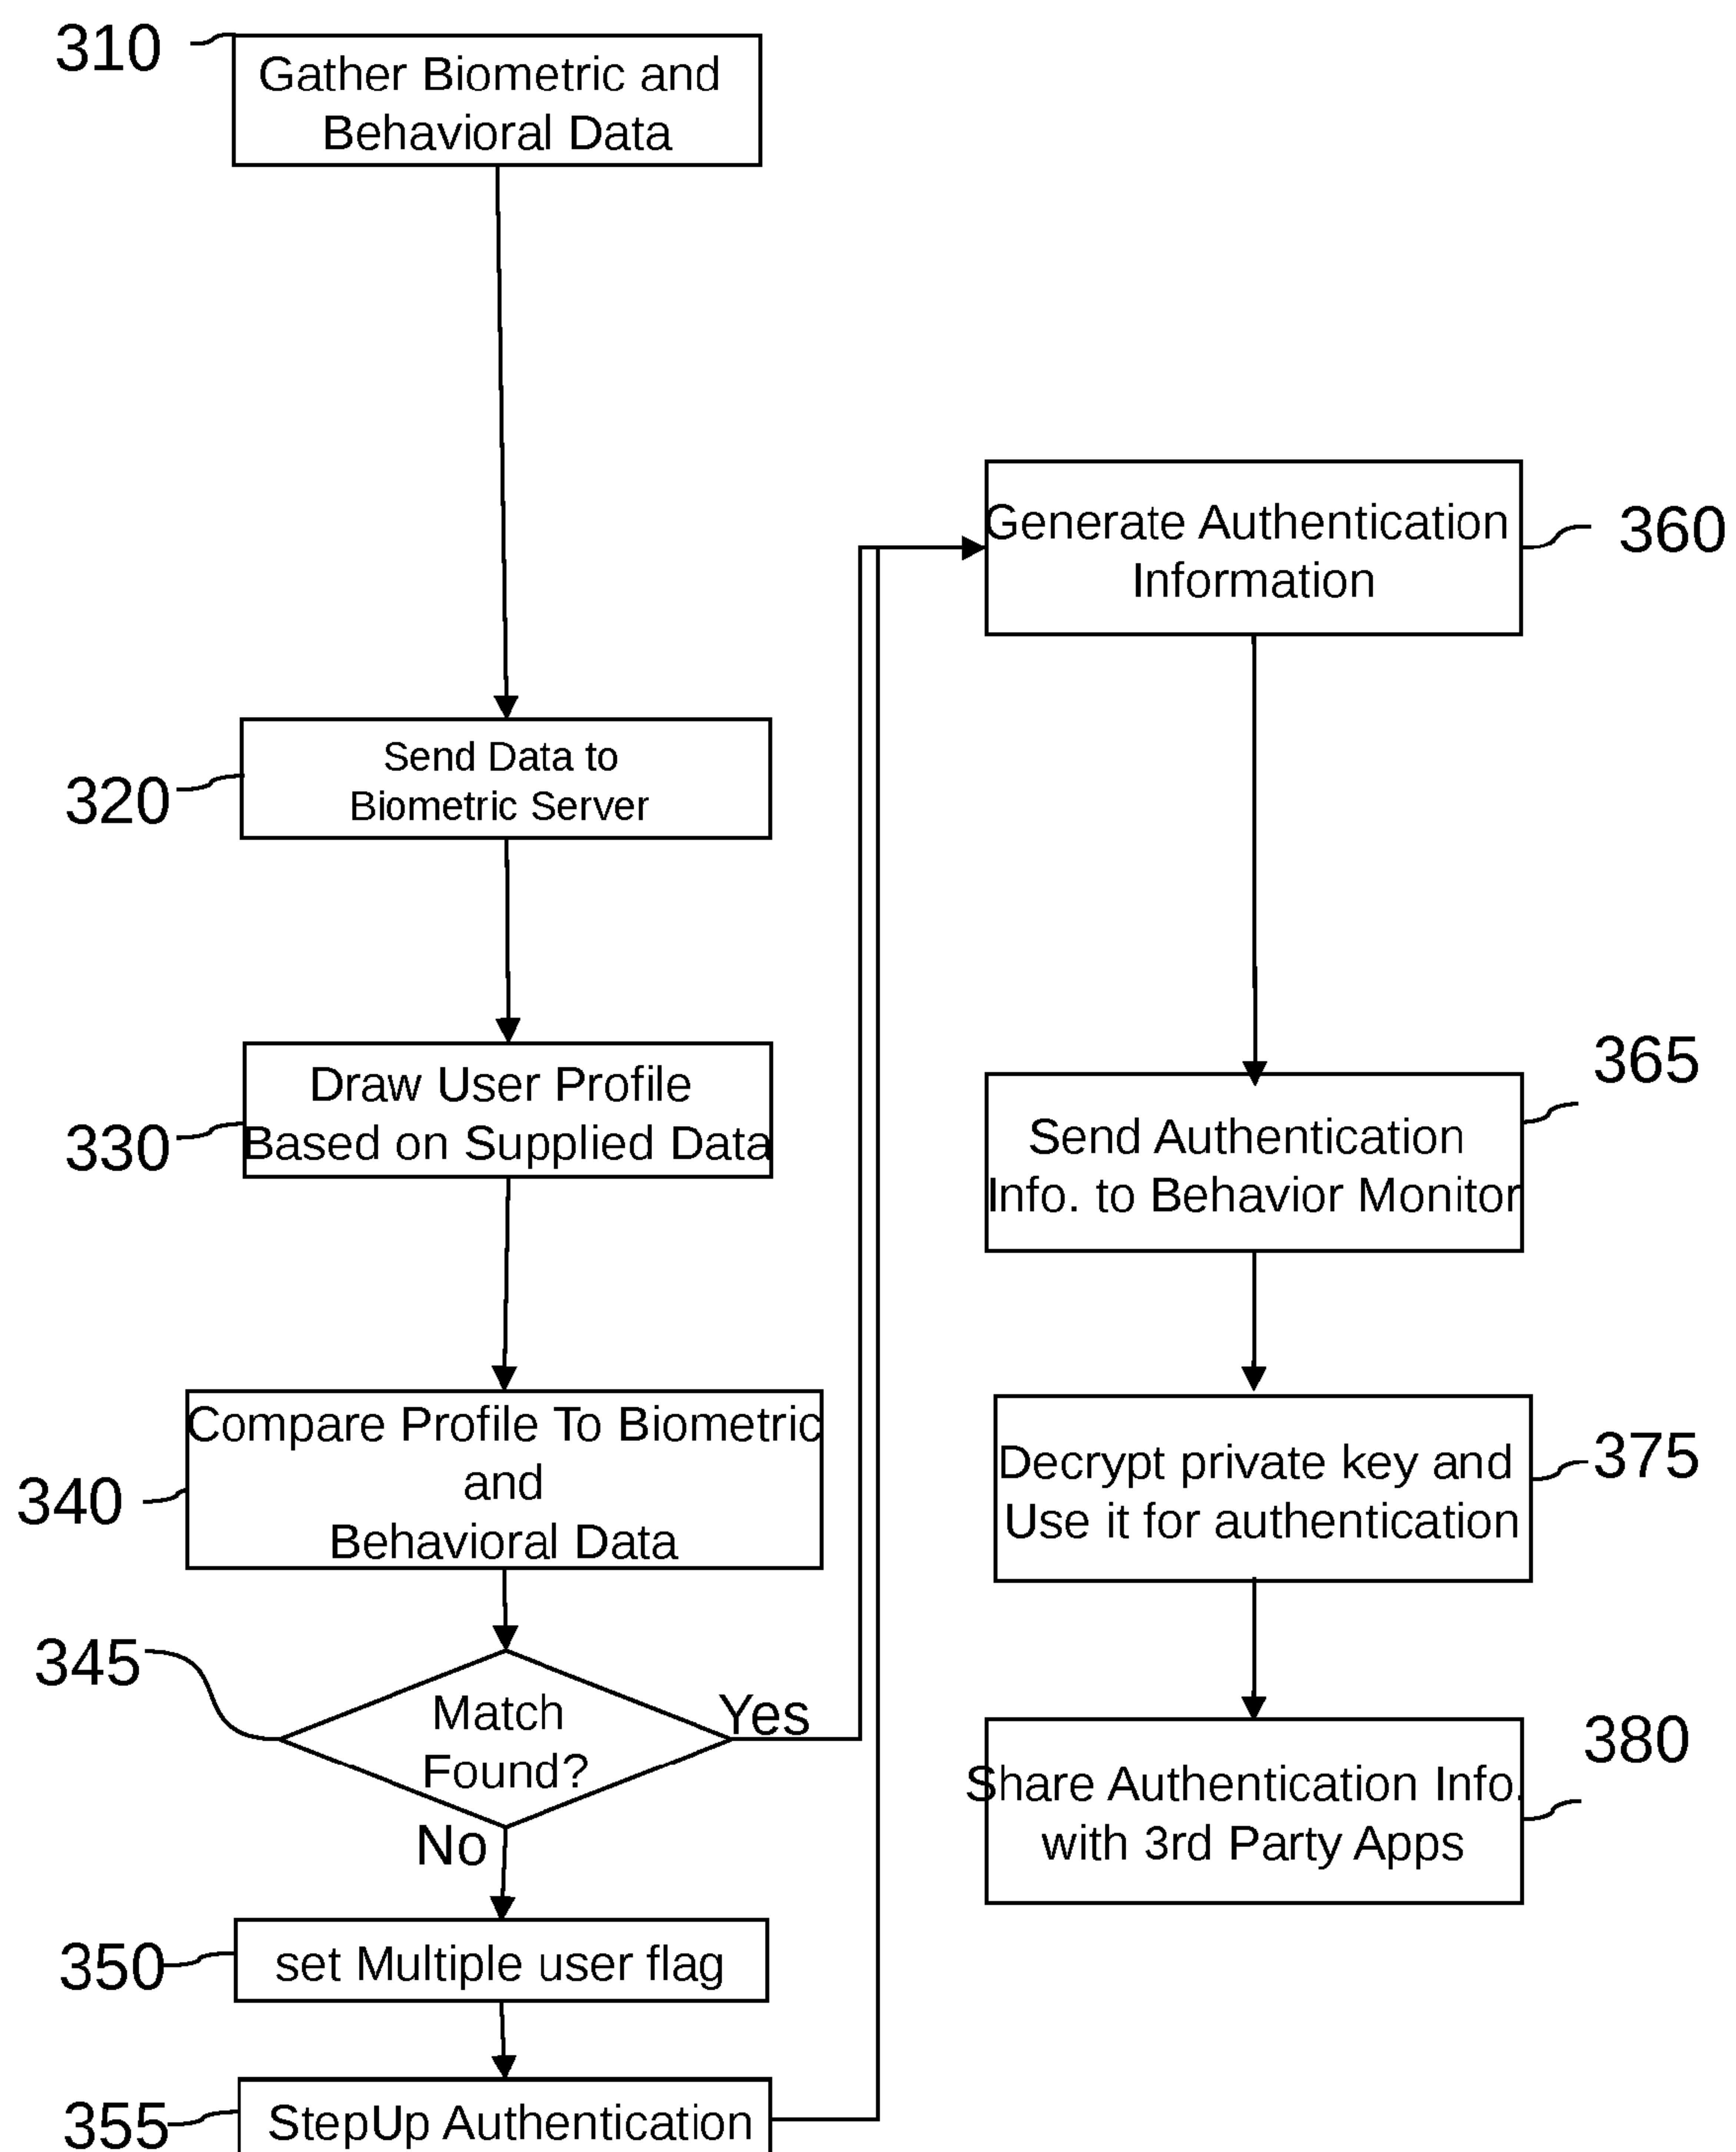 310
Gather Biometric and
Behavioral Data
320
Send Data to
Biometric Server
330
Draw User Profile
Based on Supplied Data
340
Compare Profile To Biometric
and
Behavioral Data
345
Match
Found?
Yes
No
350
set Multiple user flag
355
StepUp Authentication
Generate Authentication
Information
360
365
Send Authentication
Info. to Behavior Monitor
375
Decrypt private key and
Use it for authentication
380
Share Authentication Info.
with 3rd Party Apps